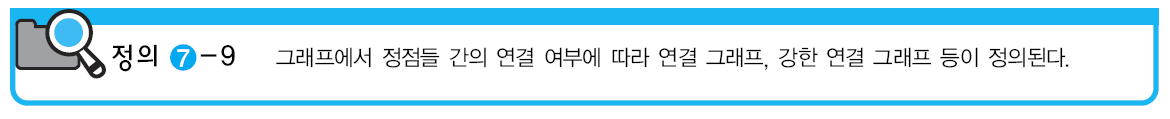 정의 7-9 그래프에서 정점들 간의 연결 여부에 따라 연결 그래프, 강한 연결 그래프 등이 정의된다.